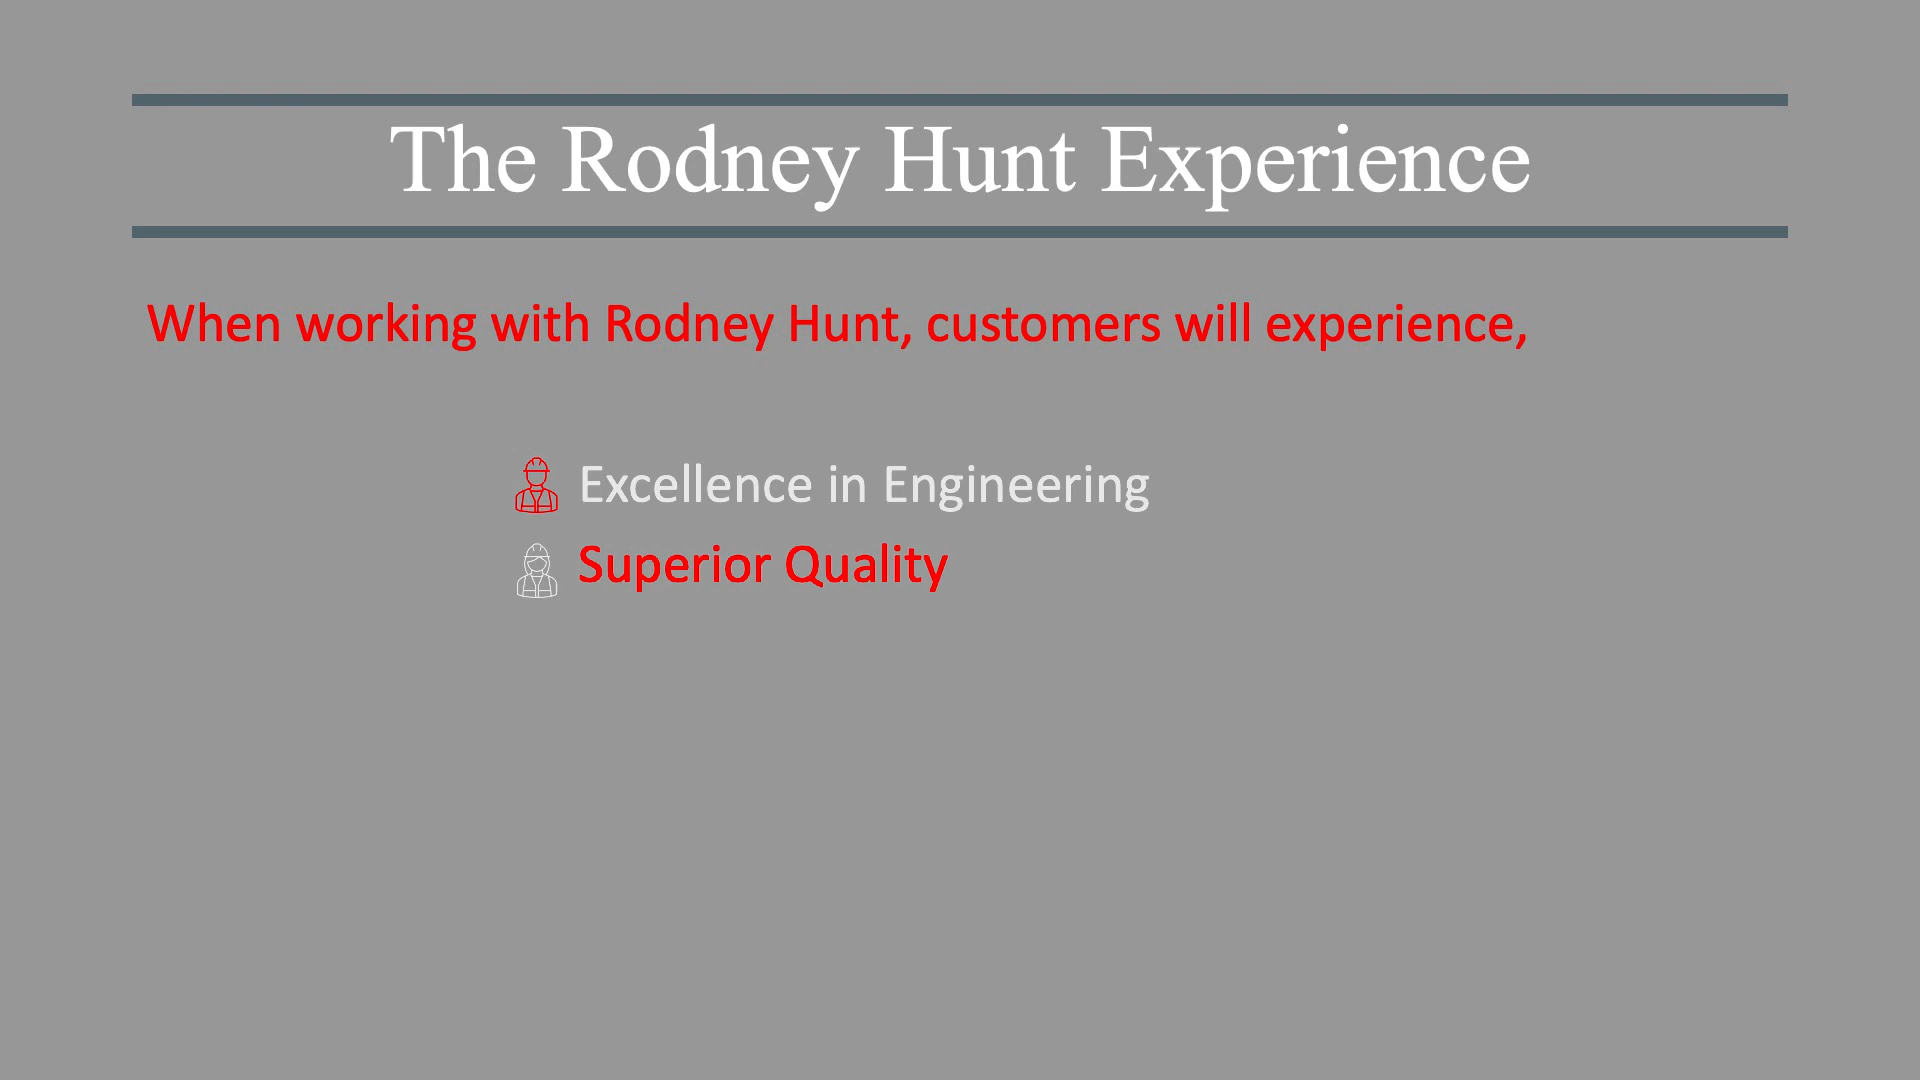 The Rodney Hunt Experience
When working with Rodney Hunt, customers will experience,
Excellence in Engineering
Superior Quality